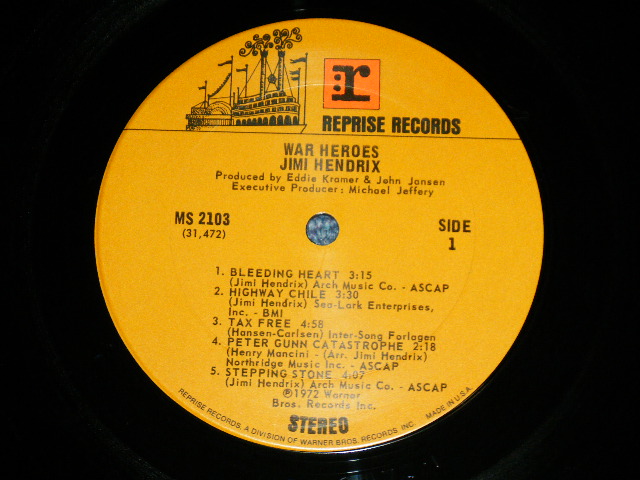 r
REPRISE RECORDS
WAR HEROES
JIMI HENDRIX
Produced by Eddie Kramer & John Jansen
Executive Producer: Michael Jeffery
MS 2103
(31,472)
SIDE
1
1. BLEEDING HEART 3:15
(Jimi Hendrix) Arch Music Co. - ASCAP
2. HIGHWAY CHILE 3:30
(Jimi Hendrix) Sea-Lark Enterprises,
Inc. - BMI
3. TAX FREE 4:58
(Hansen-Carlsen) Inter-Song Forlagen
4. PETER GUNN CATASTROPHE 2:18
(Henry Mancini - (Arr. Jimi Hendrix)
Northridge Music Inc. - ASCAP
5. STEPPING STONE 4:07
(Jimi Hendrix) Arch Music Co. - ASCAP
℗1972 Warner
Bros. Records Inc.
STEREO
REPRISE RECORDS, A DIVISION OF WARNER BROS. RECORDS, INC. MADE IN U.S.A.